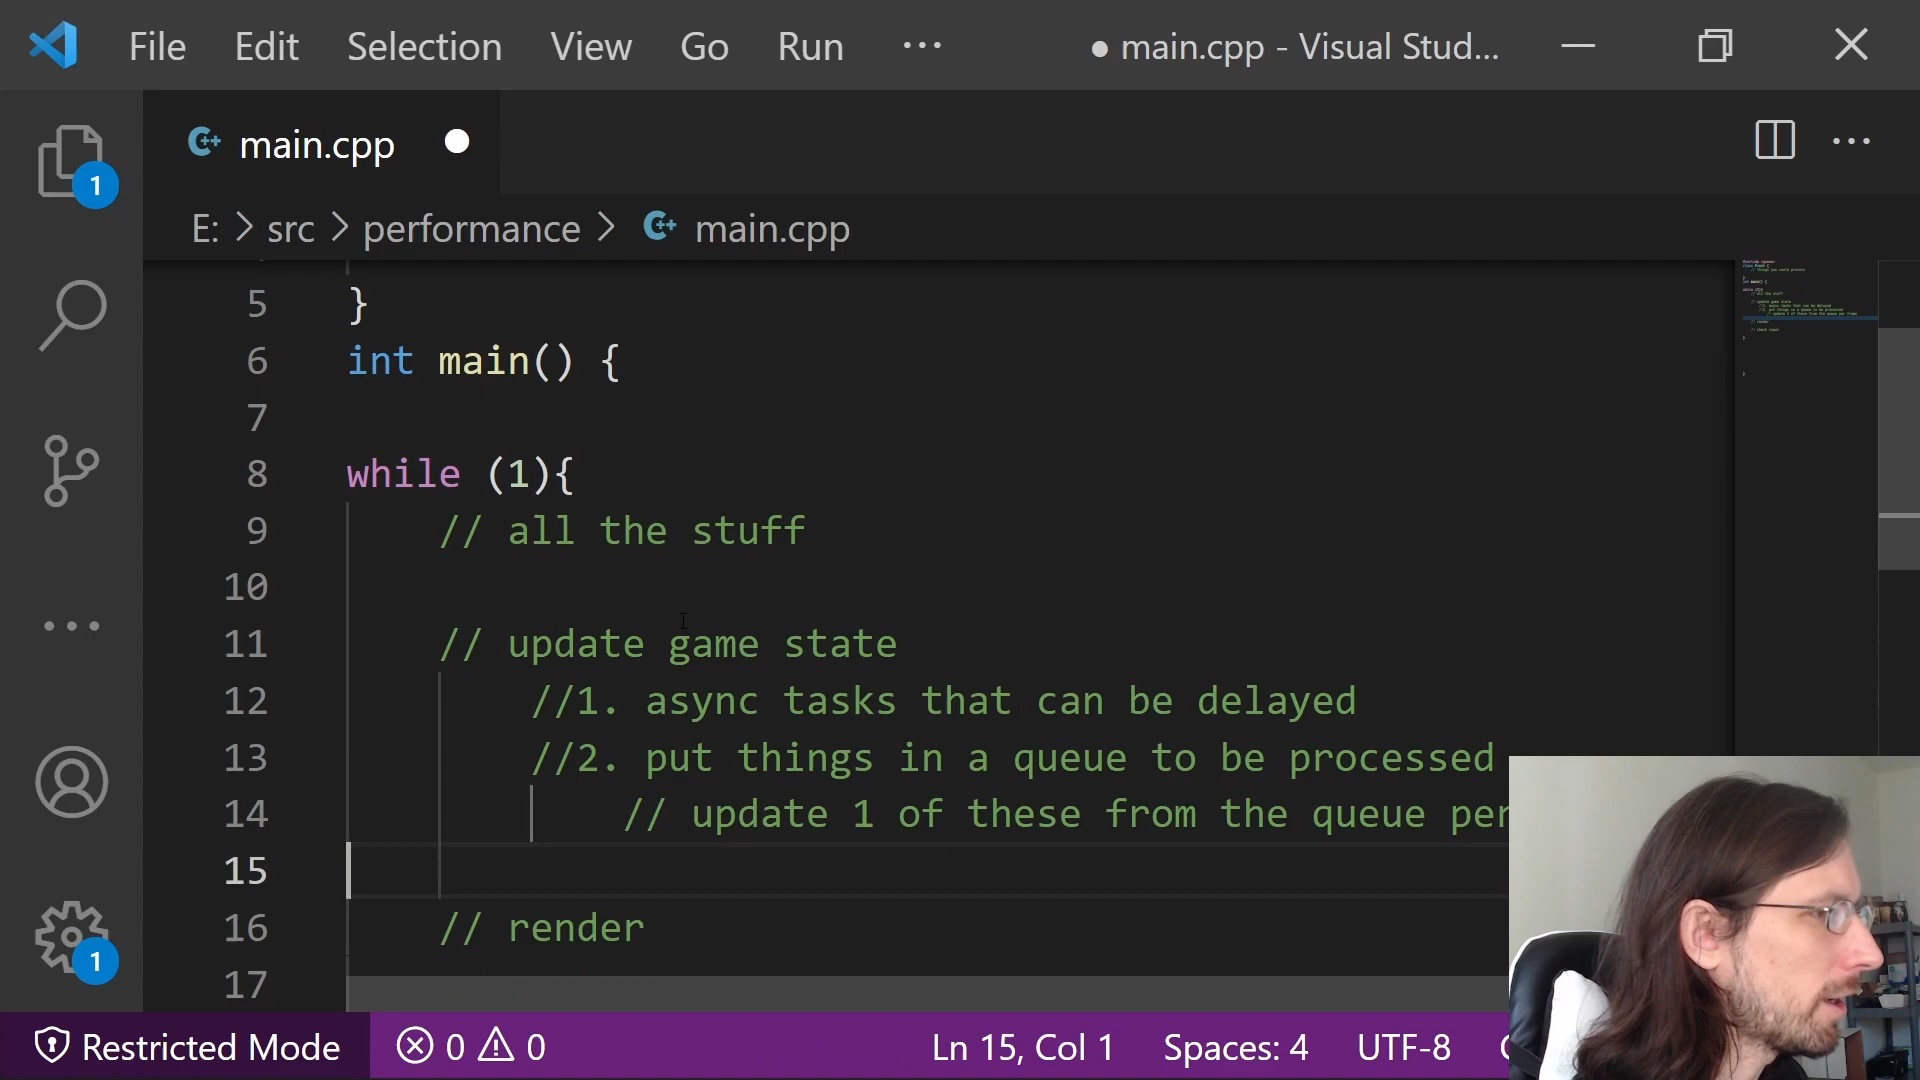 File Edit Selection View Go Run ··· ● main.cpp - Visual Stud...
main.cpp
E: > src > performance > main.cpp
1
5 }
6 int main() {
7
8 while (1){
9 // all the stuff
10
11 // update game state
12 //1. async tasks that can be delayed
13 //2. put things in a queue to be processed
14 // update 1 of these from the queue per
15
16 // render
17
1
Restricted Mode 0 0 Ln 15, Col 1 Spaces: 4 UTF-8